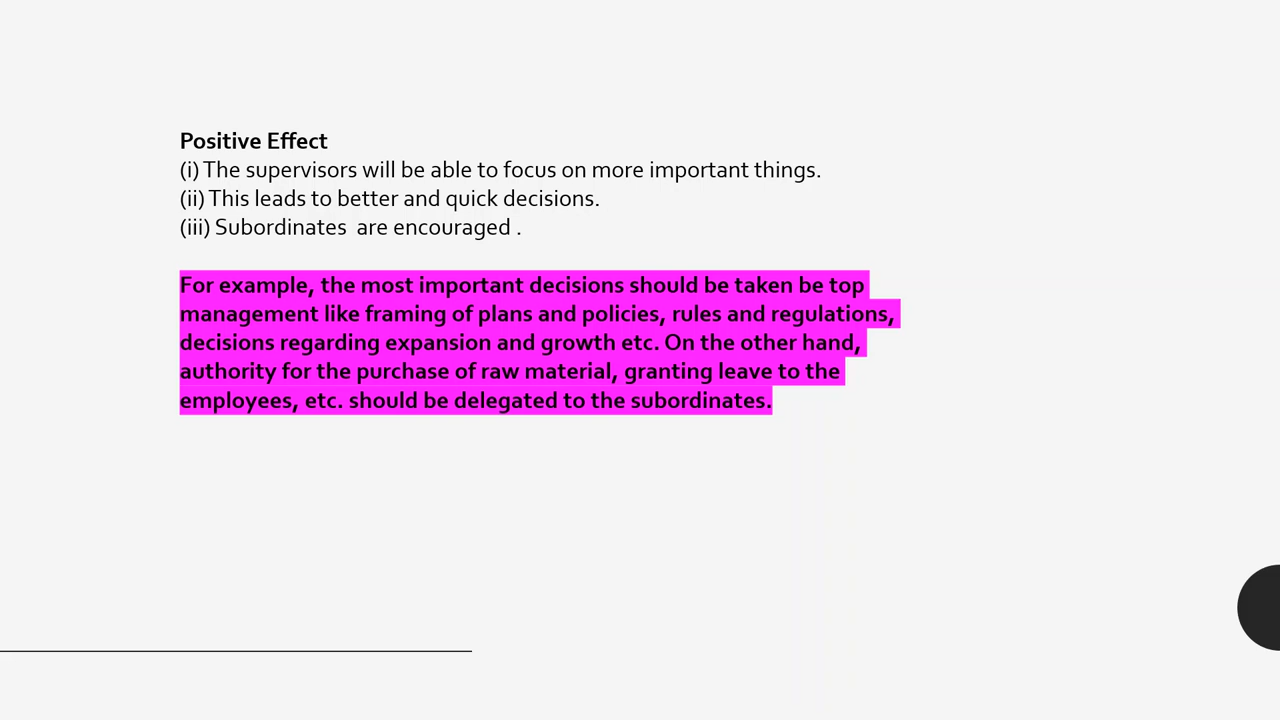 Positive Effect
(i) The supervisors will be able to focus on more important things.
(ii) This leads to better and quick decisions.
(iii) Subordinates  are encouraged .
For example, the most important decisions should be taken be top
management like framing of plans and policies, rules and regulations,
decisions regarding expansion and growth etc. On the other hand,
authority for the purchase of raw material, granting leave to the
employees, etc. should be delegated to the subordinates.